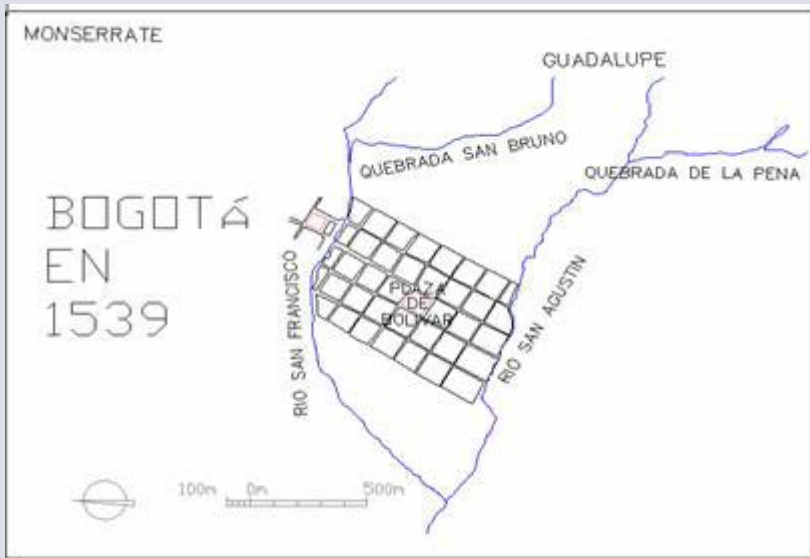 MONSERRATE
GUADALUPE
QUEBRADA SAN BRUNO
QUEBRADA DE LA PENA
BOGOTÁ
EN
1539
RIO SAN FRANCISCO
PLAZA
DE
BOLIVAR
RIO SAN AGUSTIN
100m 0m 500m